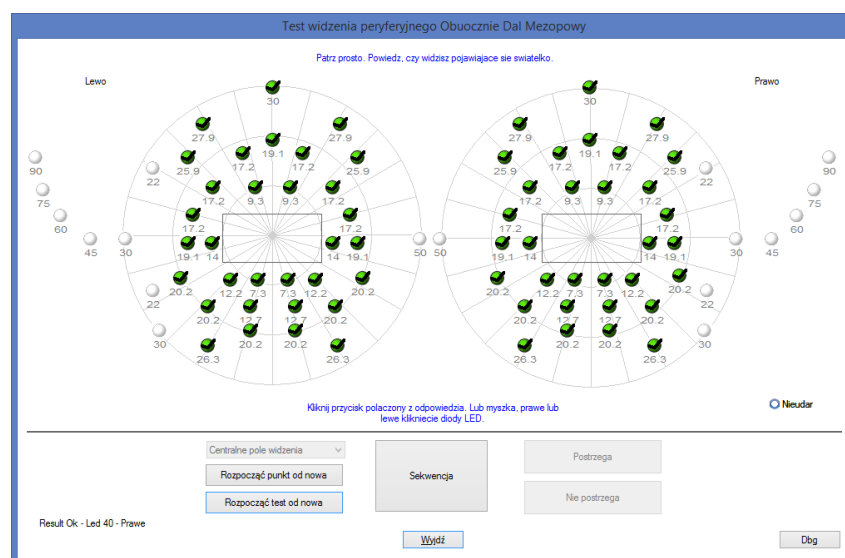 Test widzenia peryferyjnego Obuocznie Dal Mezopowy
Patrz prosto. Powiedz, czy widzisz pojawiajace sie swiatelko.
Lewo
Prawo
30
27.9 27.9
19.1
25.9 17.2 17.2 25.9
22
17.2 9.3 9.3 17.2
90
75
60
17.2 17.2
45 30 19.1 14 14 19.1 50
20.2 12.2 7.3 7.3 12.2 20.2
22
20.2 12.7 12.7 20.2
30 20.2 20.2
26.3 26.3
30
27.9 27.9
19.1
25.9 17.2 17.2 25.9
22
17.2 9.3 9.3 17.2
90
75
60
17.2 17.2
50 19.1 14 14 19.1 30 45
20.2 12.2 7.3 7.3 12.2 20.2
22
20.2 12.7 12.7 20.2
20.2 20.2 30
26.3 26.3
Kliknij przycisk polaczony z odpowiedzia. Lub myszka, prawe lub
lewe klikniecie diody LED.
Nieudar
Centralne pole widzenia
Rozpocząć punkt od nowa
Rozpocząć test od nowa
Sekwencja
Postrzega
Nie postrzega
Result Ok - Led 40 - Prawe
Wyjdź
Dbg